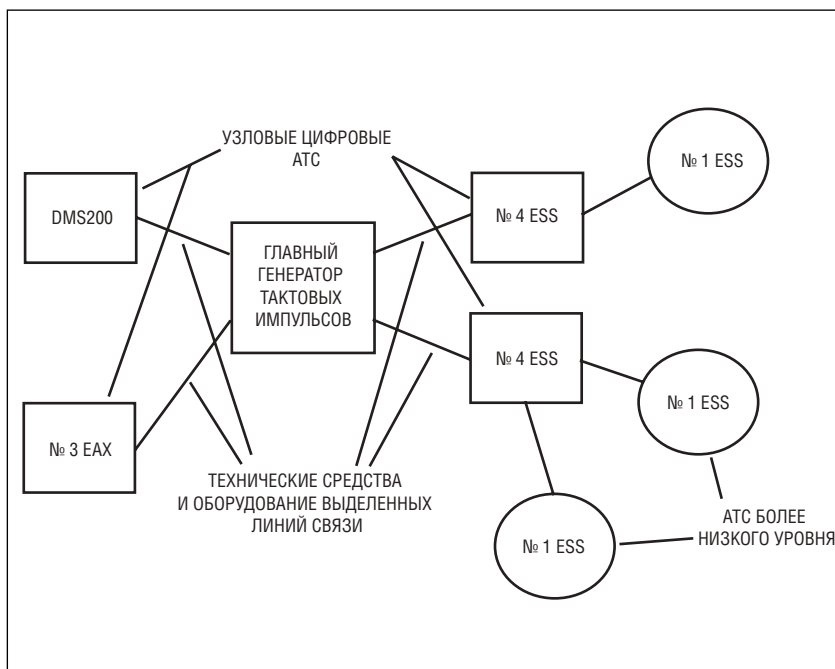 УЗЛОВЫЕ ЦИФРОВЫЕ
АТС
№ 1 ESS
DMS200
№ 4 ESS
ГЛАВНЫЙ
ГЕНЕРАТОР
ТАКТОВЫХ
ИМПУЛЬСОВ
№ 4 ESS
№ 1 ESS
№ 3 EAX
ТЕХНИЧЕСКИЕ СРЕДСТВА
И ОБОРУДОВАНИЕ ВЫДЕЛЕННЫХ
ЛИНИЙ СВЯЗИ
№ 1 ESS
АТС БОЛЕЕ
НИЗКОГО УРОВНЯ